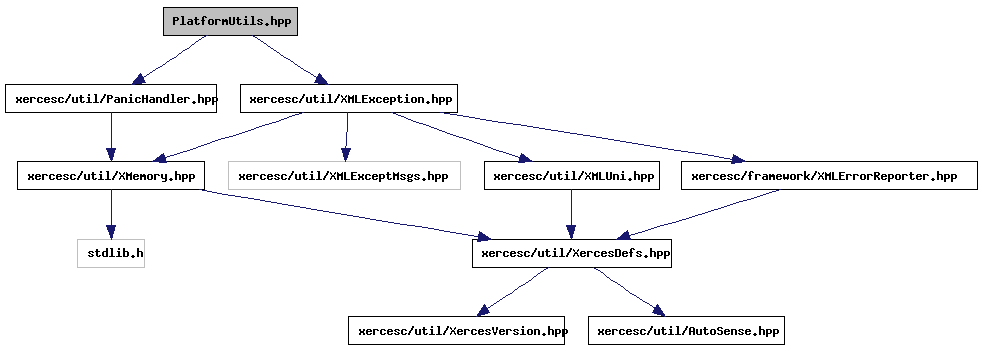 PlatformUtils.hpp
xercesc/util/PanicHandler.hpp
xercesc/util/XMLException.hpp
xercesc/util/XMemory.hpp
xercesc/util/XMLExceptMsgs.hpp
xercesc/util/XMLUni.hpp
xercesc/framework/XMLErrorReporter.hpp
stdlib.h
xercesc/util/XercesDefs.hpp
xercesc/util/XercesVersion.hpp
xercesc/util/AutoSense.hpp